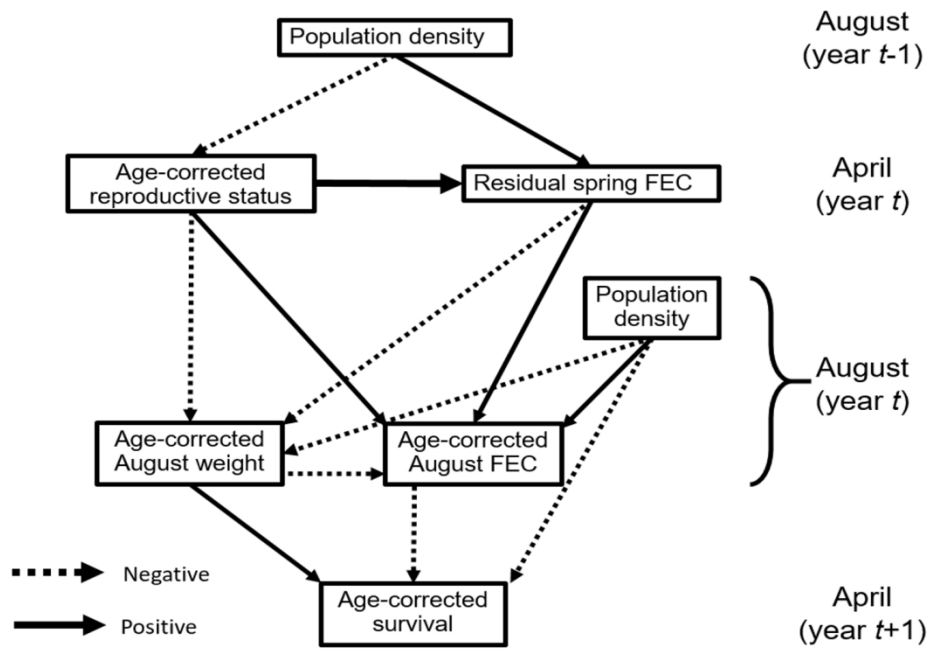 Population density
August
(year t-1)
Age-corrected
reproductive status
Residual spring FEC
April
(year t)
Population
density
August
(year t)
Age-corrected
August weight
Age-corrected
August FEC
Negative
Positive
Age-corrected
survival
April
(year t+1)